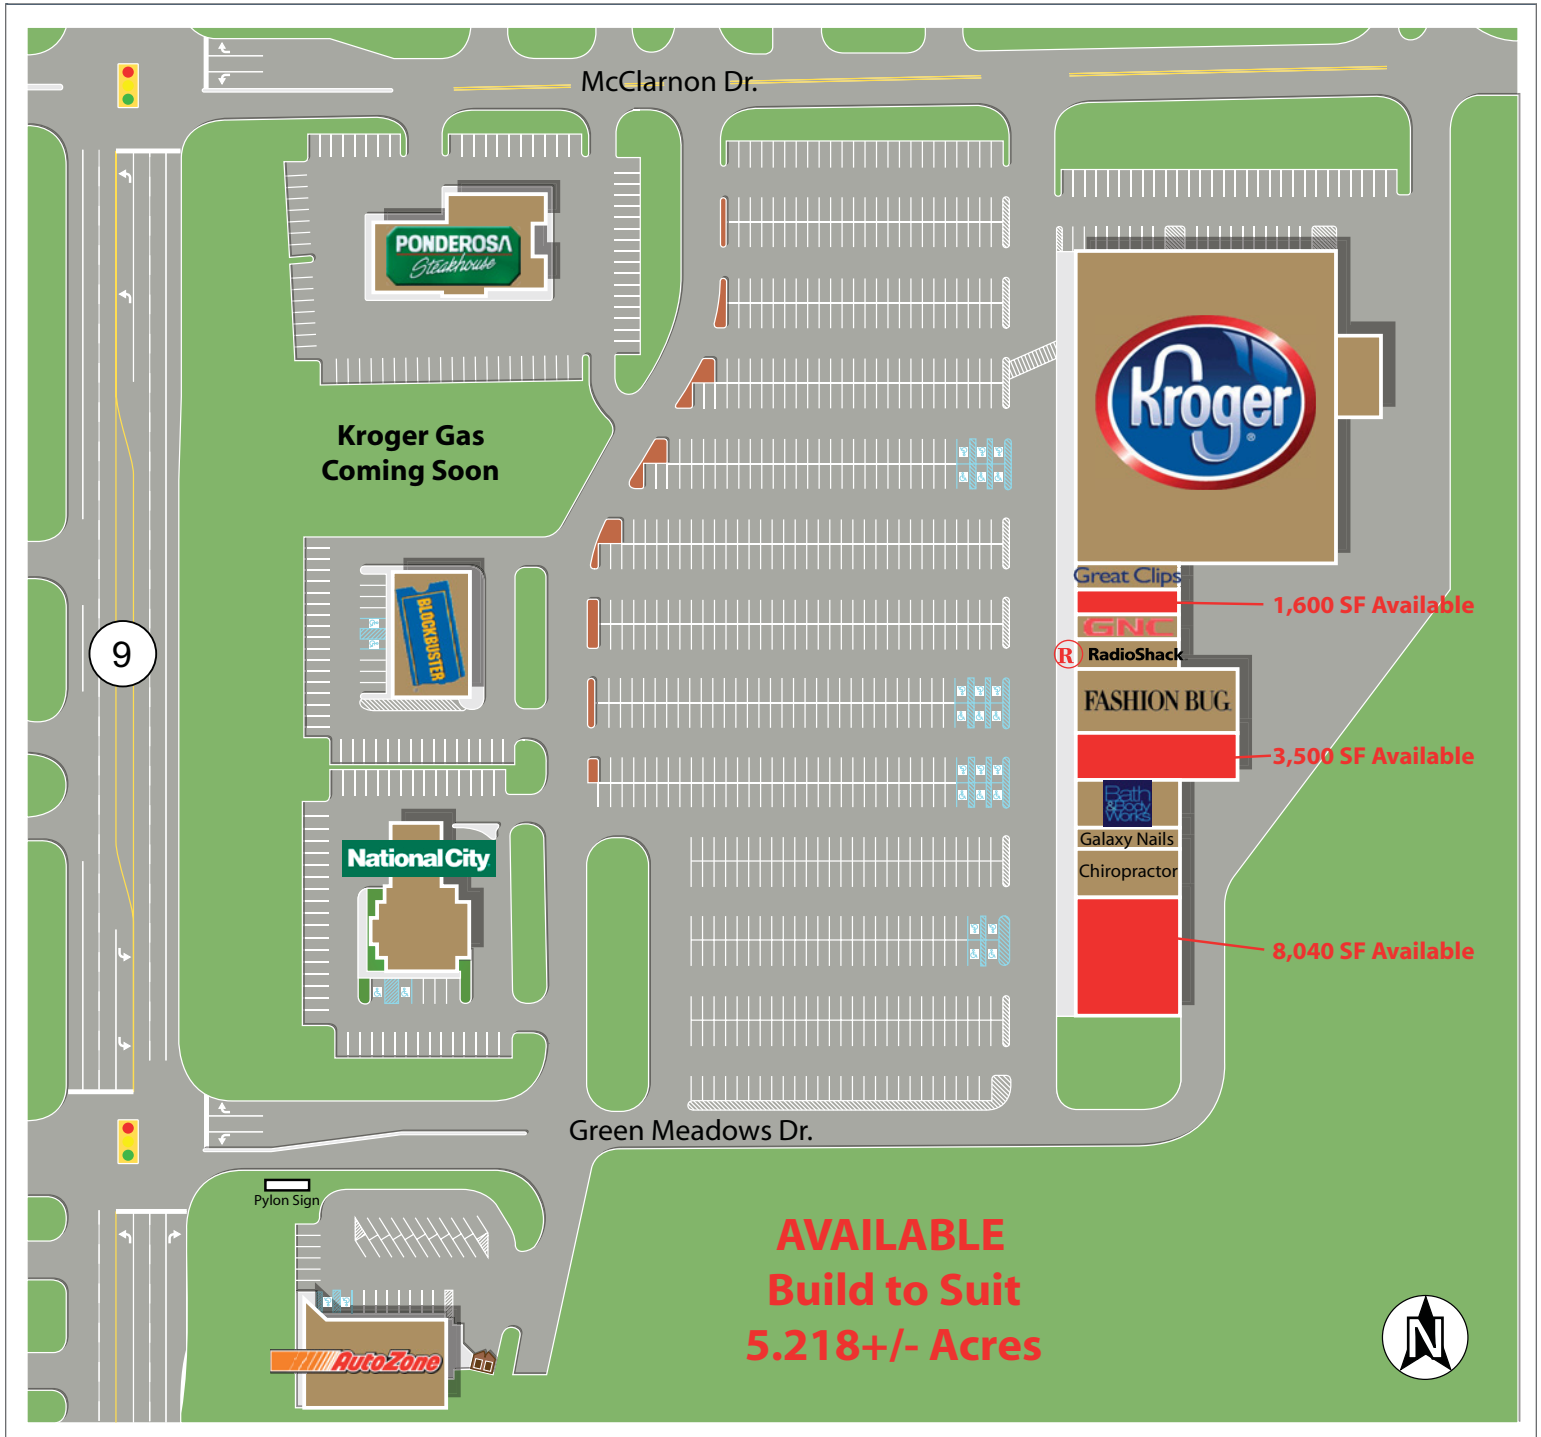 McClarnon Dr.
PONDEROSA
Steakhouse
Kroger
®
Kroger Gas
Coming Soon
Great Clips
1,600 SF Available
GNC
R RadioShack
BLOCKBUSTER
9
FASHION BUG
3,500 SF Available
Bath
&Body
Works
Galaxy Nails
National City
Chiropractor
8,040 SF Available
Green Meadows Dr.
Pylon Sign
AVAILABLE
Build to Suit
5.218+/- Acres
AutoZone
N